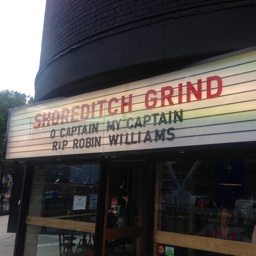 SHOREDITCH GRIND
O CAPTAIN MY CAPTAIN
RIP ROBIN WILLIAMS